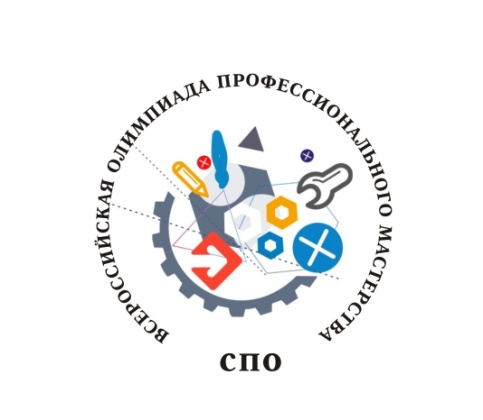 ВСЕРОССИЙСКАЯ ОЛИМПИАДА ПРОФЕССИОНАЛЬНОГО МАСТЕРСТВА
СПО